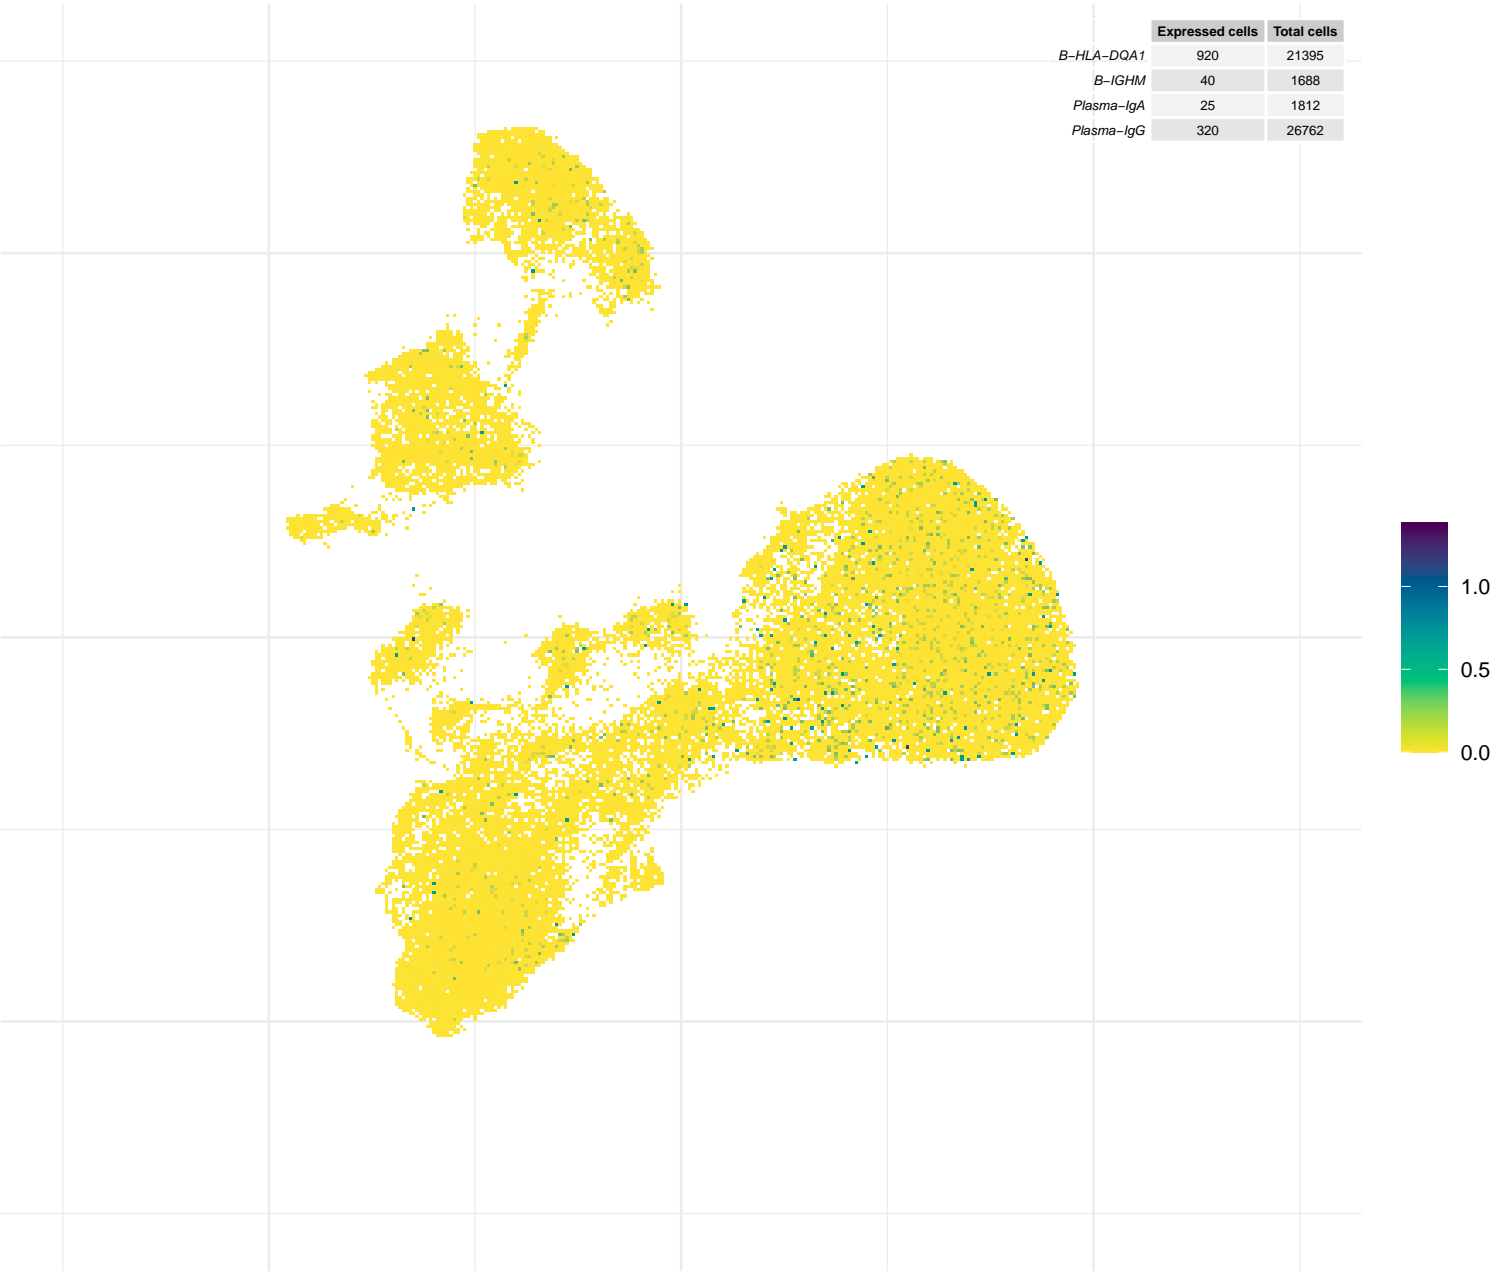 Expressed cells Total cells
B−HLA−DQA1 920 21395
B−IGHM 40 1688
Plasma−IgA 25 1812
Plasma−IgG 320 26762
1.0
0.5
0.0